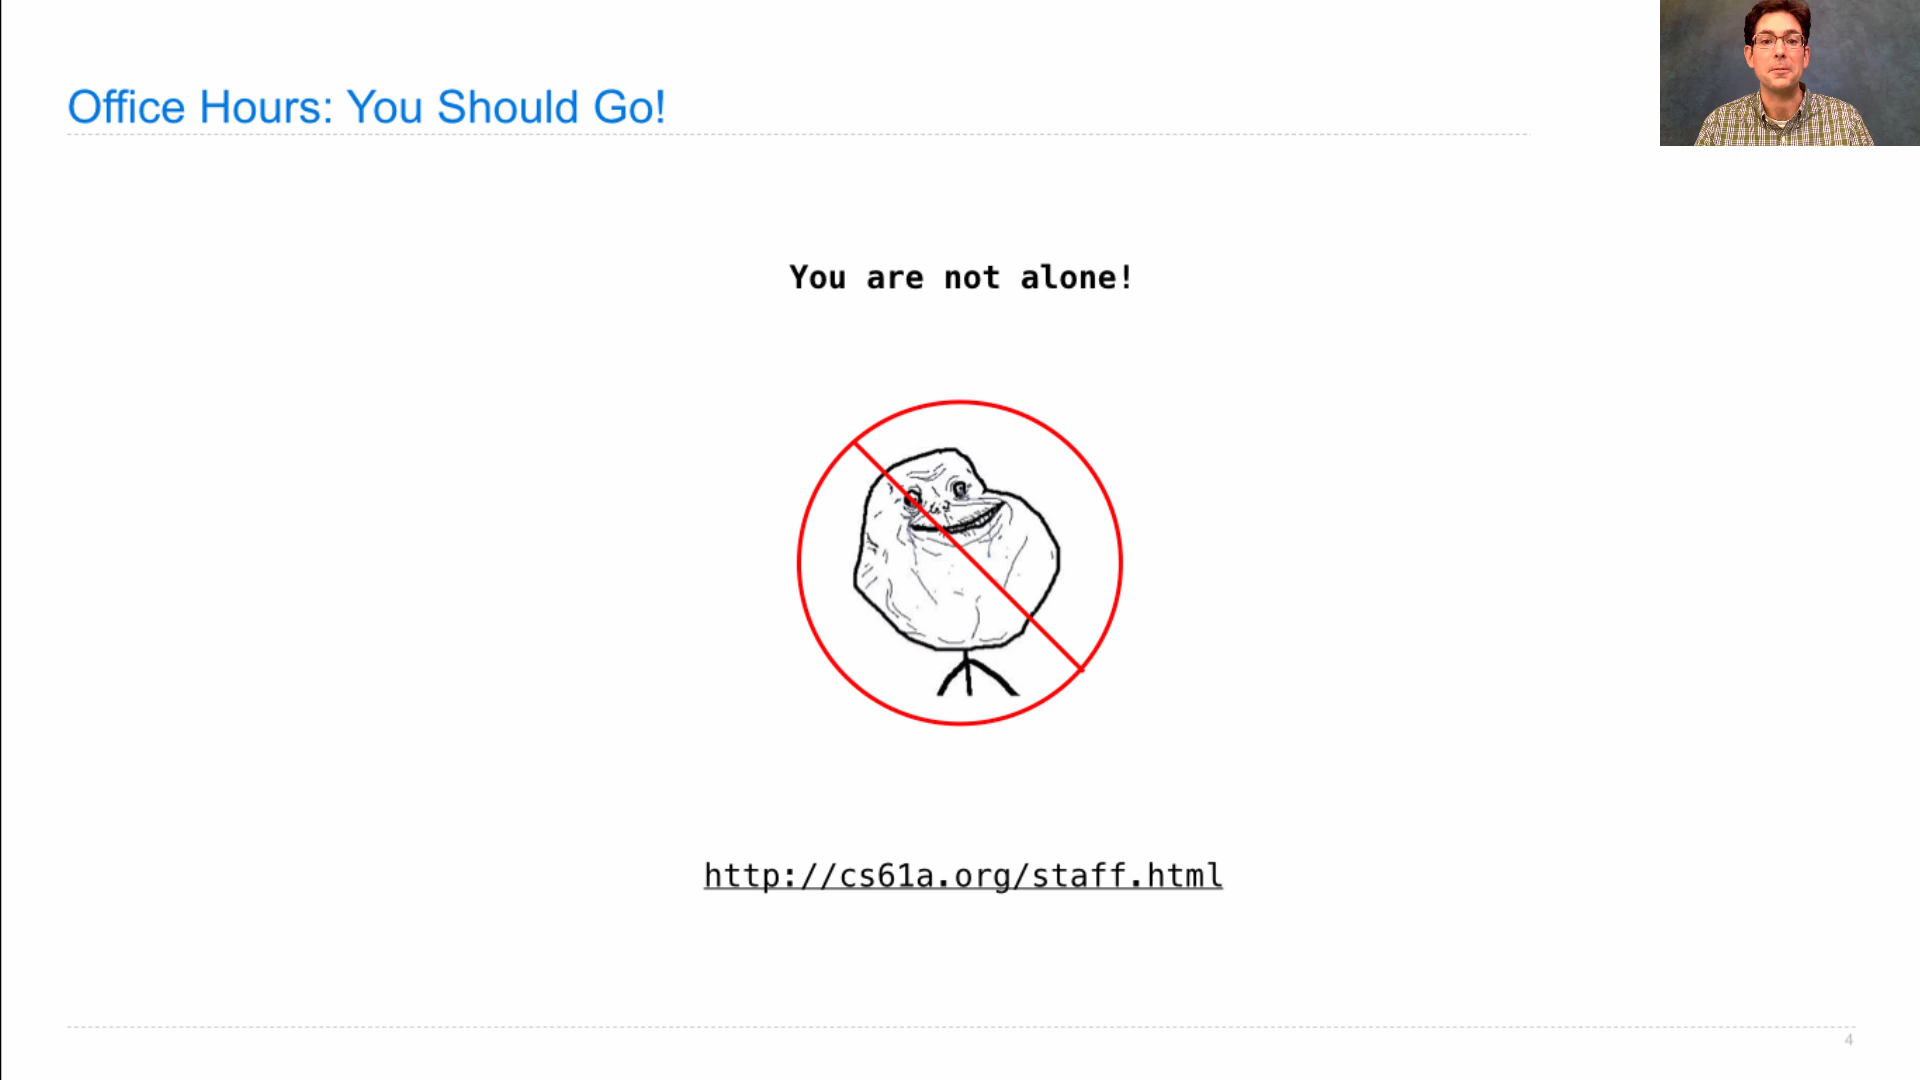 Office Hours: You Should Go!
You are not alone!
http://cs61a.org/staff.html
4